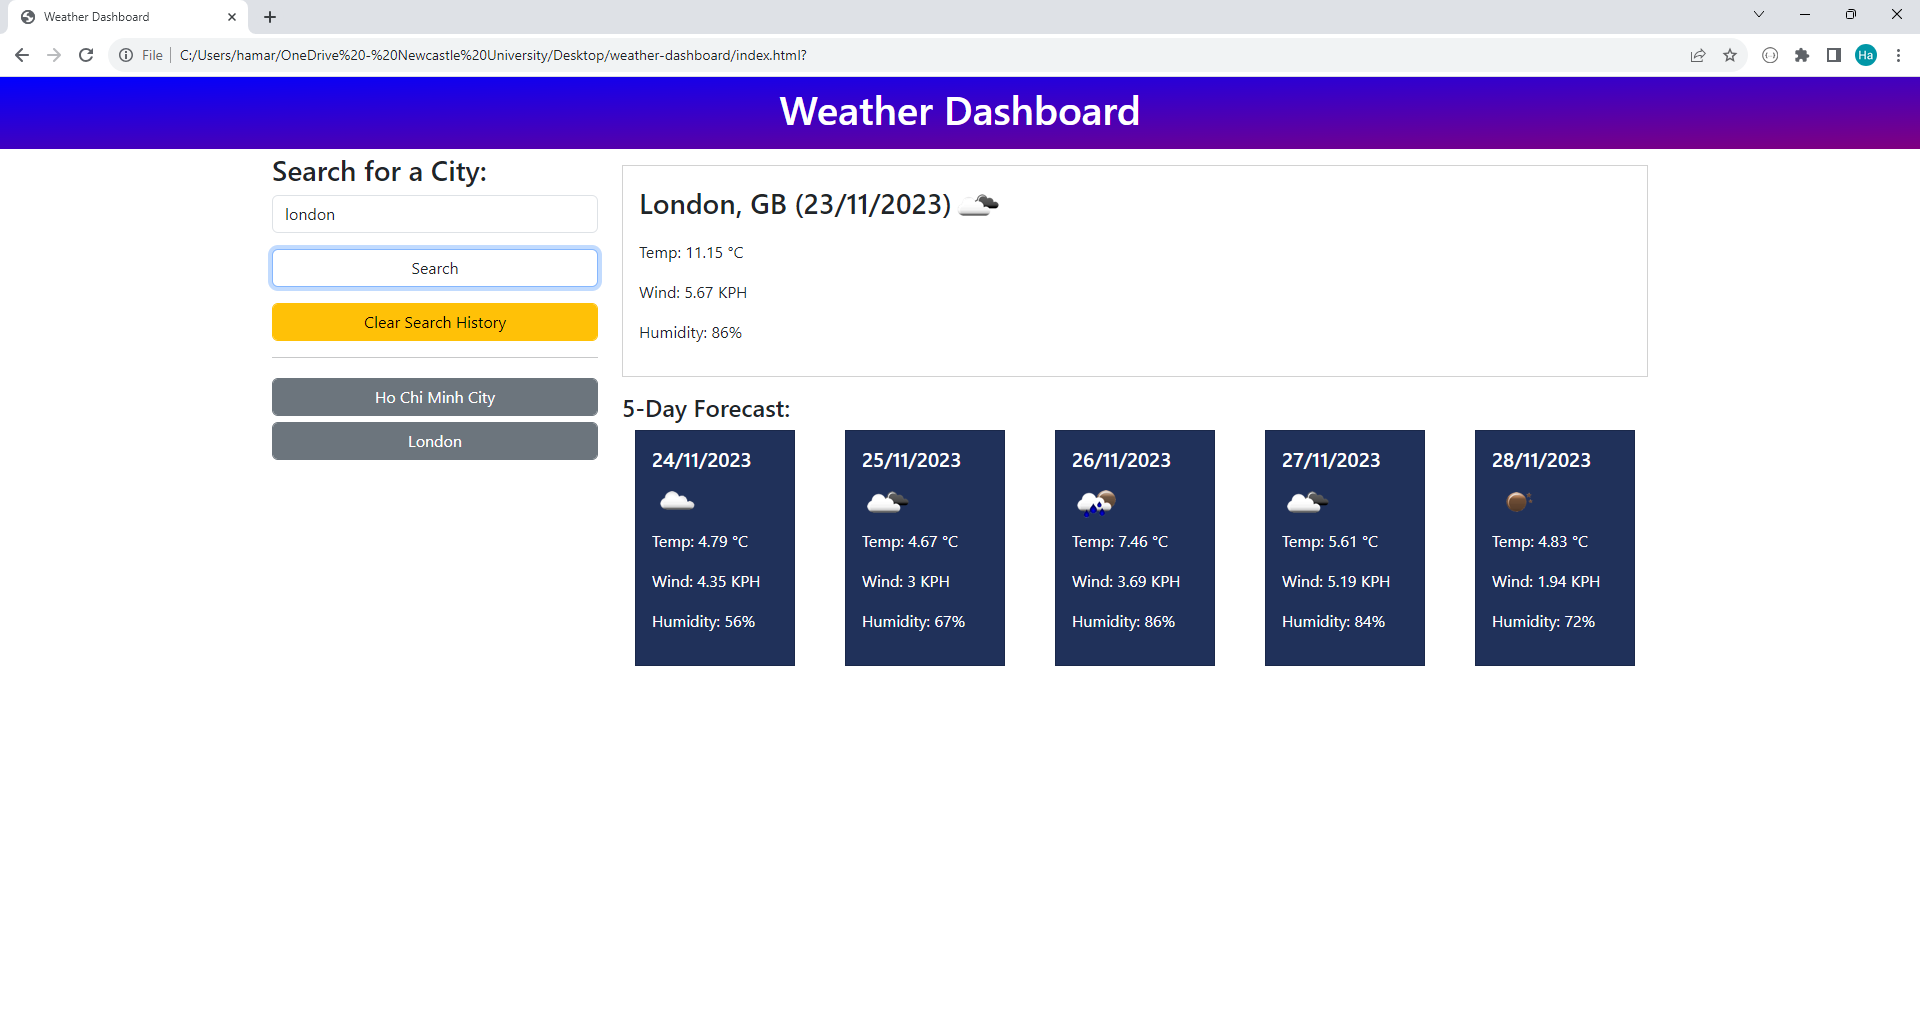 Weather Dashboard
File
C:/Users/hamar/OneDrive%20-%20Newcastle%20University/Desktop/weather-dashboard/index.html?
Ha
Weather Dashboard
Search for a City:
london
Search
Clear Search History
Ho Chi Minh City
London
London, GB (23/11/2023)
Temp: 11.15 °C
Wind: 5.67 KPH
Humidity: 86%
5-Day Forecast:
24/11/2023
Temp: 4.79 °C
Wind: 4.35 KPH
Humidity: 56%
25/11/2023
Temp: 4.67 °C
Wind: 3 KPH
Humidity: 67%
26/11/2023
Temp: 7.46 °C
Wind: 3.69 KPH
Humidity: 86%
27/11/2023
Temp: 5.61 °C
Wind: 5.19 KPH
Humidity: 84%
28/11/2023
Temp: 4.83 °C
Wind: 1.94 KPH
Humidity: 72%